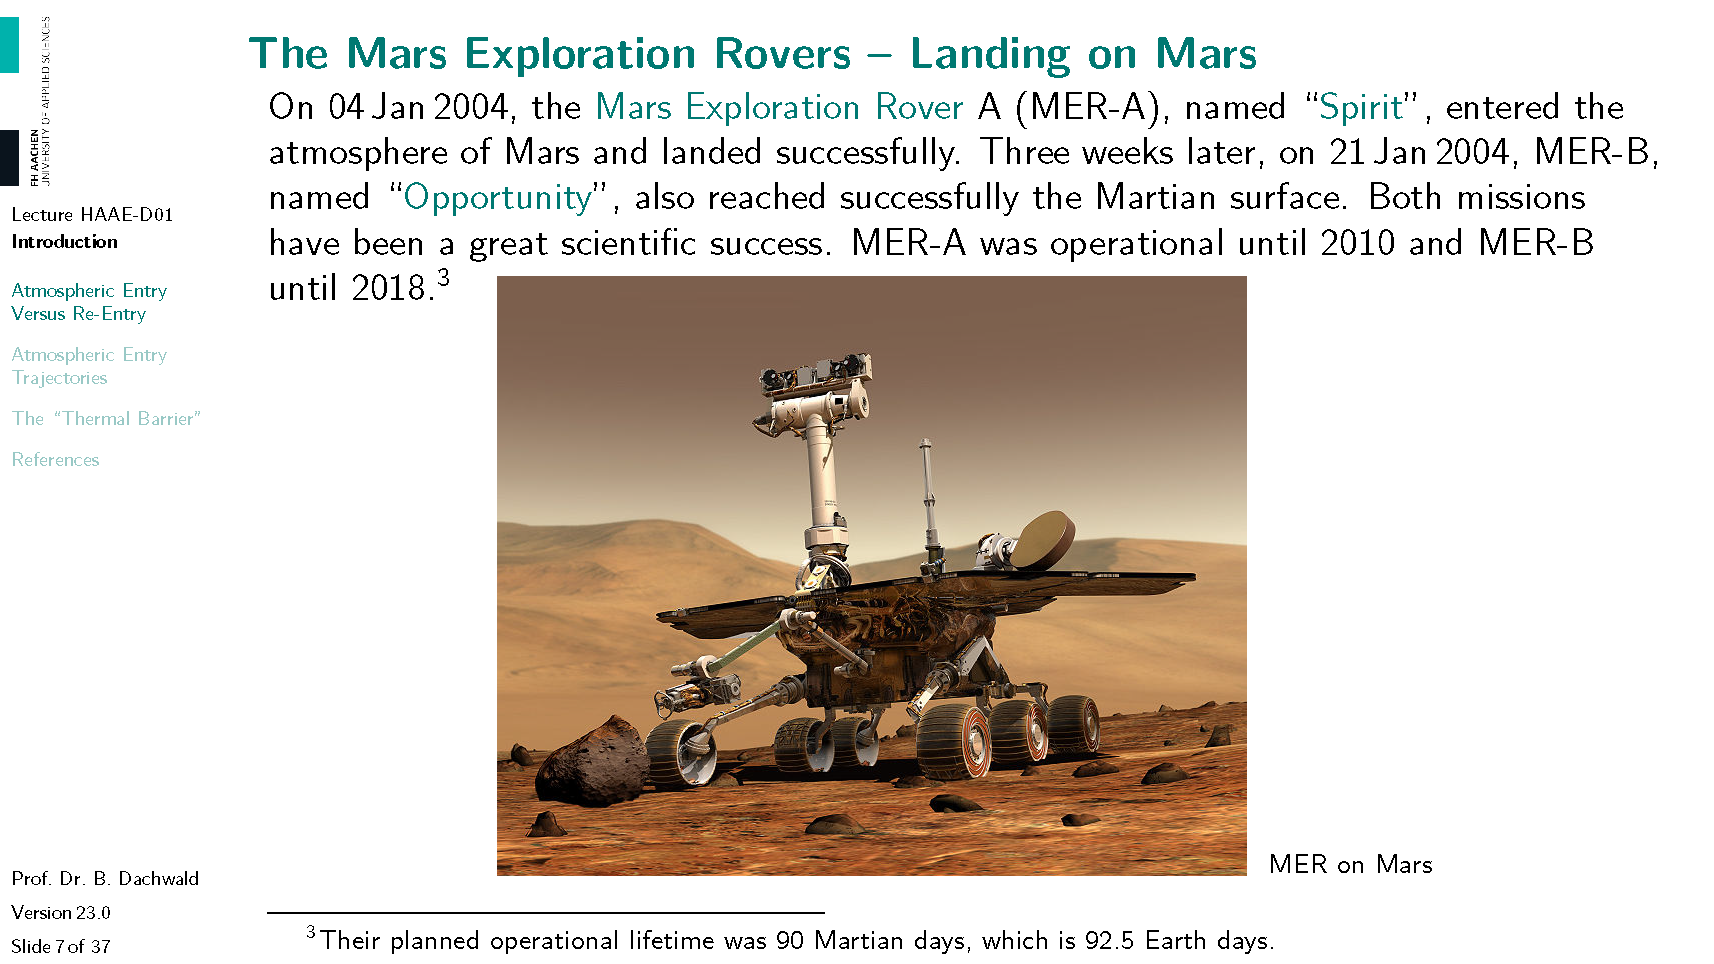 FH AACHEN
UNIVERSITY OF APPLIED SCIENCES
Lecture HAAE-D01
Introduction
Atmospheric Entry
Versus Re-Entry
Atmospheric Entry
Trajectories
The “Thermal Barrier”
References
Prof. Dr. B. Dachwald
Version 23.0
Slide 7 of 37
The Mars Exploration Rovers – Landing on Mars
On 04 Jan 2004, the Mars Exploration Rover A (MER-A), named “Spirit”, entered the
atmosphere of Mars and landed successfully. Three weeks later, on 21 Jan 2004, MER-B,
named “Opportunity”, also reached successfully the Martian surface. Both missions
have been a great scientific success. MER-A was operational until 2010 and MER-B
until 2018.³
MER on Mars
³ Their planned operational lifetime was 90 Martian days, which is 92.5 Earth days.